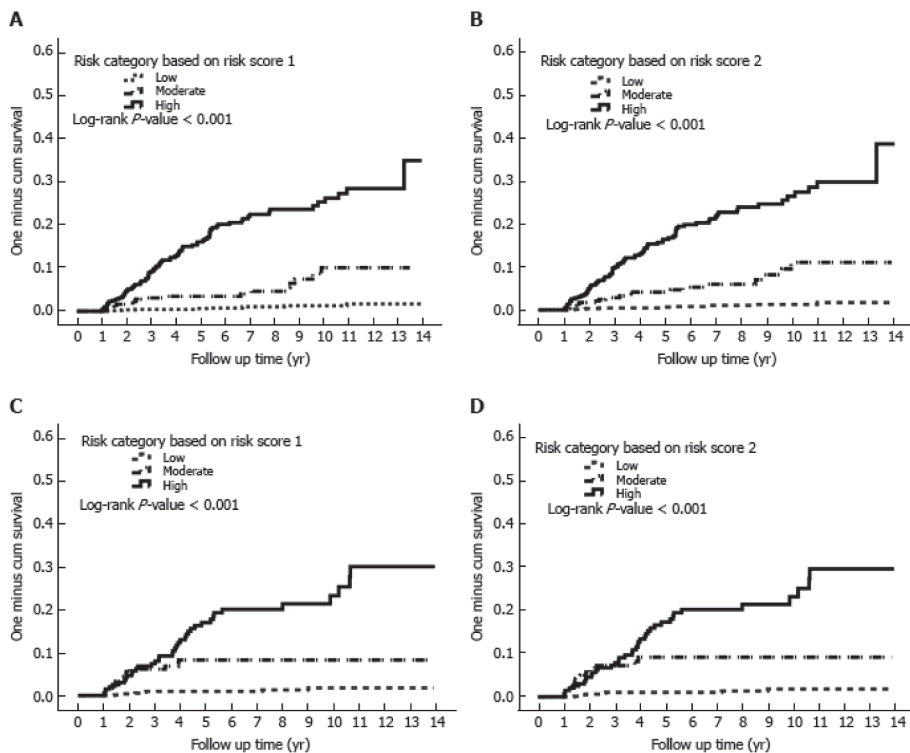 A
Risk category based on risk score 1
Low
Moderate
High
Log-rank P-value < 0.001
One minus cum survival
0.6
0.5
0.4
0.3
0.2
0.1
0.0
0 1 2 3 4 5 6 7 8 9 10 11 12 13 14
Follow up time (yr)
B
Risk category based on risk score 2
Low
Moderate
High
Log-rank P-value < 0.001
One minus cum survival
0.6
0.5
0.4
0.3
0.2
0.1
0.0
0 1 2 3 4 5 6 7 8 9 10 11 12 13 14
Follow up time (yr)
C
Risk category based on risk score 1
Low
Moderate
High
Log-rank P-value < 0.001
One minus cum survival
0.6
0.5
0.4
0.3
0.2
0.1
0.0
0 1 2 3 4 5 6 7 8 9 10 11 12 13 14
Follow up time (yr)
D
Risk category based on risk score 2
Low
Moderate
High
Log-rank P-value < 0.001
One minus cum survival
0.6
0.5
0.4
0.3
0.2
0.1
0.0
0 1 2 3 4 5 6 7 8 9 10 11 12 13 14
Follow up time (yr)